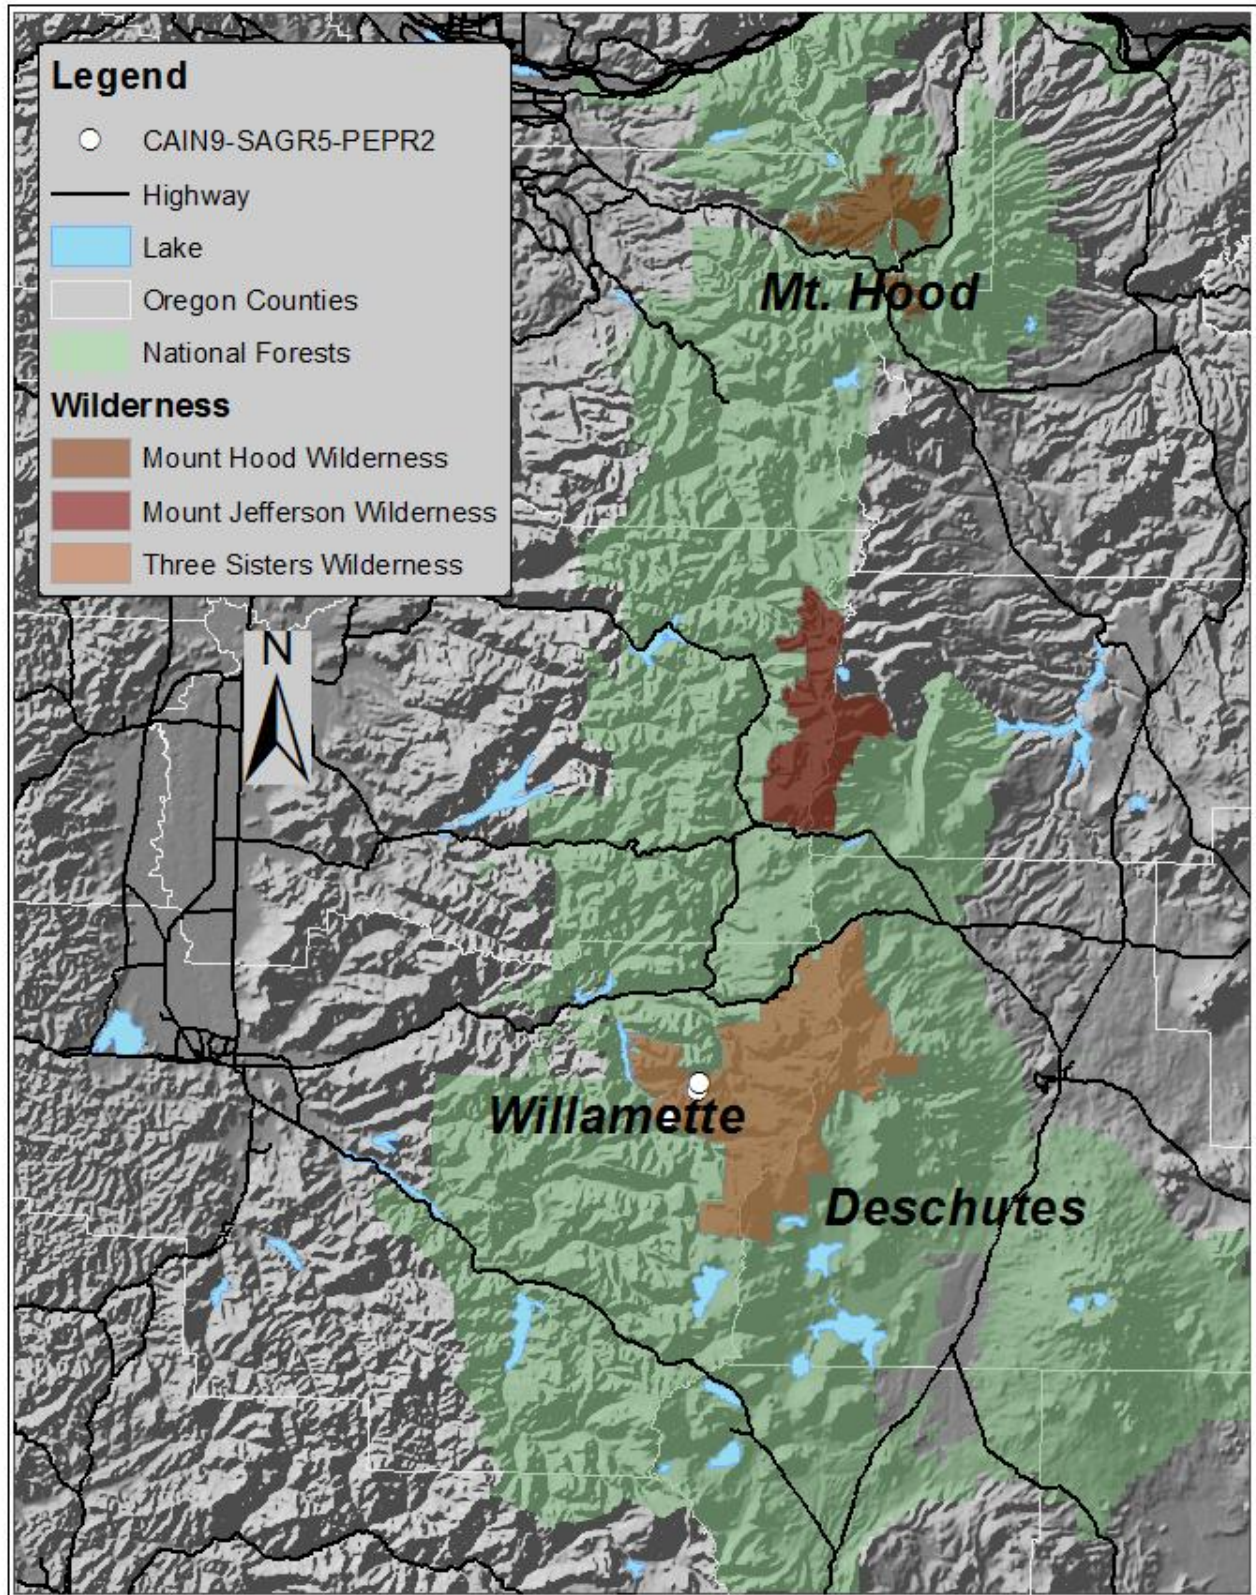 Legend
CAIN9-SAGR5-PEPR2
Highway
Lake
Oregon Counties
National Forests
Wilderness
Mount Hood Wilderness
Mount Jefferson Wilderness
Three Sisters Wilderness
N
Mt. Hood
Willamette
Deschutes